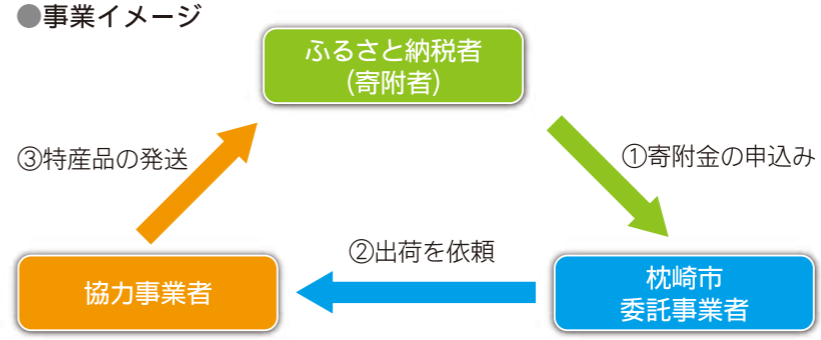 ●事業イメージ
ふるさと納税者
(寄附者)
③特産品の発送
①寄附金の申込み
②出荷を依頼
協力事業者
枕崎市
委託事業者